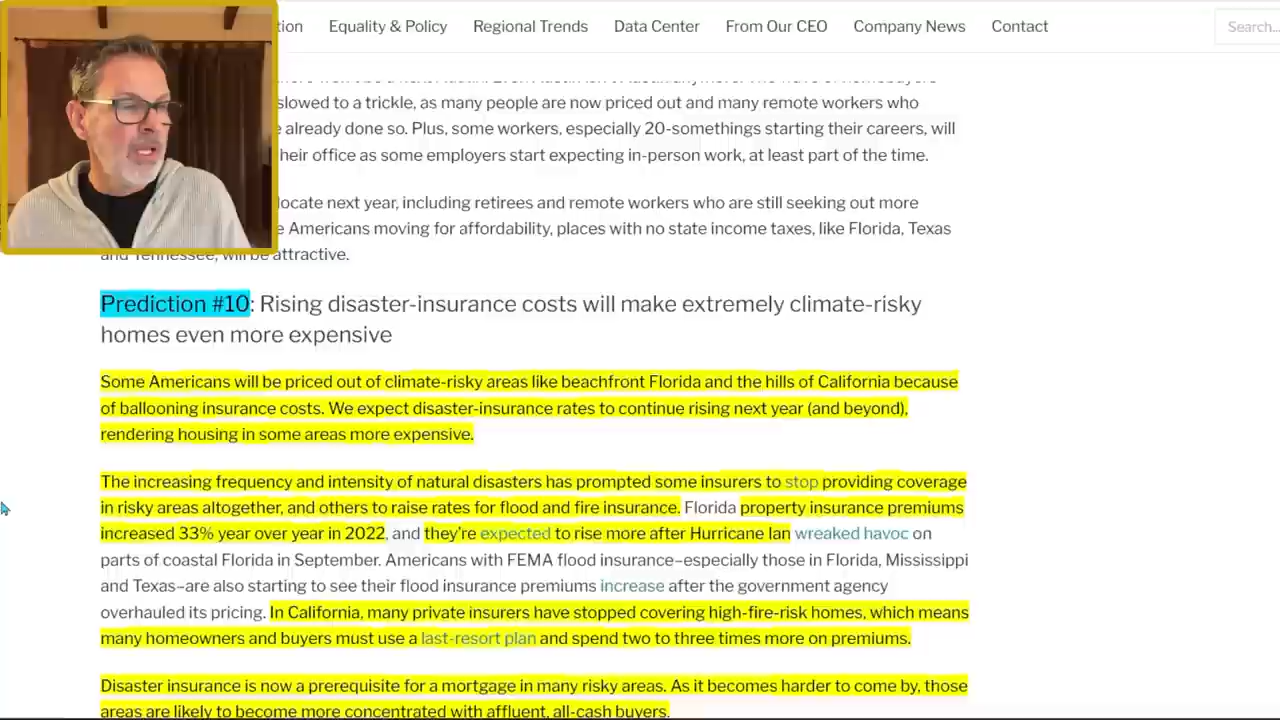 tion Equality & Policy Regional Trends Data Center From Our CEO Company News Contact Search...
slowed to a trickle, as many people are now priced out and many remote workers who
already done so. Plus, some workers, especially 20-somethings starting their careers, will
heir office as some employers start expecting in-person work, at least part of the time.
locate next year, including retirees and remote workers who are still seeking out more
e Americans moving for affordability, places with no state income taxes, like Florida, Texas
and Tennessee, will be attractive.
Prediction #10: Rising disaster-insurance costs will make extremely climate-risky
homes even more expensive
Some Americans will be priced out of climate-risky areas like beachfront Florida and the hills of California because
of ballooning insurance costs. We expect disaster-insurance rates to continue rising next year (and beyond),
rendering housing in some areas more expensive.
The increasing frequency and intensity of natural disasters has prompted some insurers to stop providing coverage
in risky areas altogether, and others to raise rates for flood and fire insurance. Florida property insurance premiums
increased 33% year over year in 2022, and they're expected to rise more after Hurricane Ian wreaked havoc on
parts of coastal Florida in September. Americans with FEMA flood insurance–especially those in Florida, Mississippi
and Texas–are also starting to see their flood insurance premiums increase after the government agency
overhauled its pricing. In California, many private insurers have stopped covering high-fire-risk homes, which means
many homeowners and buyers must use a last-resort plan and spend two to three times more on premiums.
Disaster insurance is now a prerequisite for a mortgage in many risky areas. As it becomes harder to come by, those
areas are likely to become more concentrated with affluent, all-cash buyers.